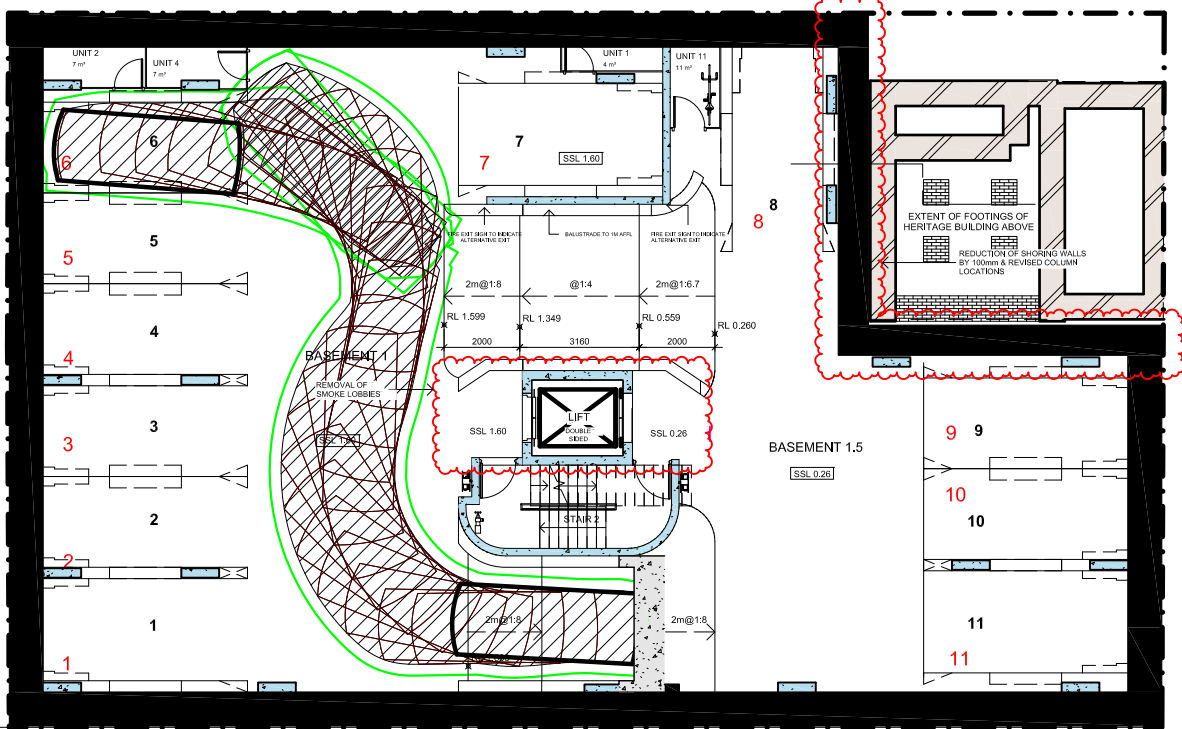 UNIT 2
7 m²
UNIT 4
7 m²
UNIT 1
4 m²
UNIT 11
11 m²
6
6
7
7
SSL 1.60
8
8
EXTENT OF FOOTINGS OF
HERITAGE BUILDING ABOVE
REDUCTION OF SHORING WALLS
BY 100mm & REVISED COLUMN
LOCATIONS
FIRE EXIT SIGN TO INDICATE
ALTERNATIVE EXIT
BALUSTRADE TO 1M AFFL
FIRE EXIT SIGN TO INDICATE
ALTERNATIVE EXIT
5
5
2m@1:8
@1:4
2m@1:6.7
RL 1.599
RL 1.349
RL 0.559
RL 0.260
2000
3160
2000
4
4
BASEMENT 1
REMOVAL OF
SMOKE LOBBIES
LIFT
DOUBLE
SIDED
SSL 1.60
SSL 0.26
3
3
BASEMENT 1.5
SSL 0.26
9
9
10
10
2
2
STAIR 2
1
1
2m@1:8
2m@1:8
11
11